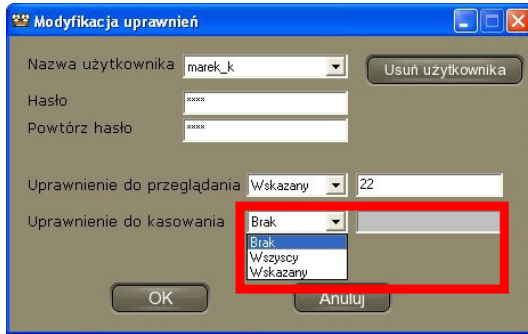 Modyfikacja uprawnień
Nazwa użytkownika marek_k Usuń użytkownika
Hasło ****
Powtórz hasło ****
Uprawnienie do przeglądania Wskazany 22
Uprawnienie do kasowania Brak
Brak
Wszyscy
Wskazany
OK Anuluj